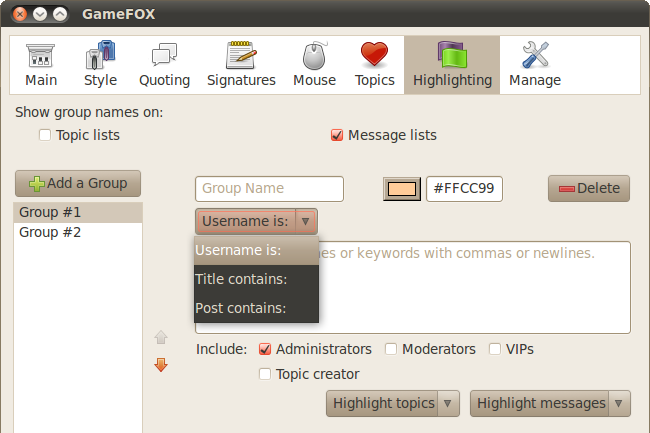 GameFOX
Main Style Quoting Signatures Mouse Topics Highlighting Manage
Show group names on:
Topic lists Message lists
Add a Group Group Name #FFCC99 Delete
Group #1 Username is:
Group #2
Username is: or keywords with commas or newlines.
Title contains:
Post contains:
Include: Administrators Moderators VIPs
Topic creator
Highlight topics Highlight messages